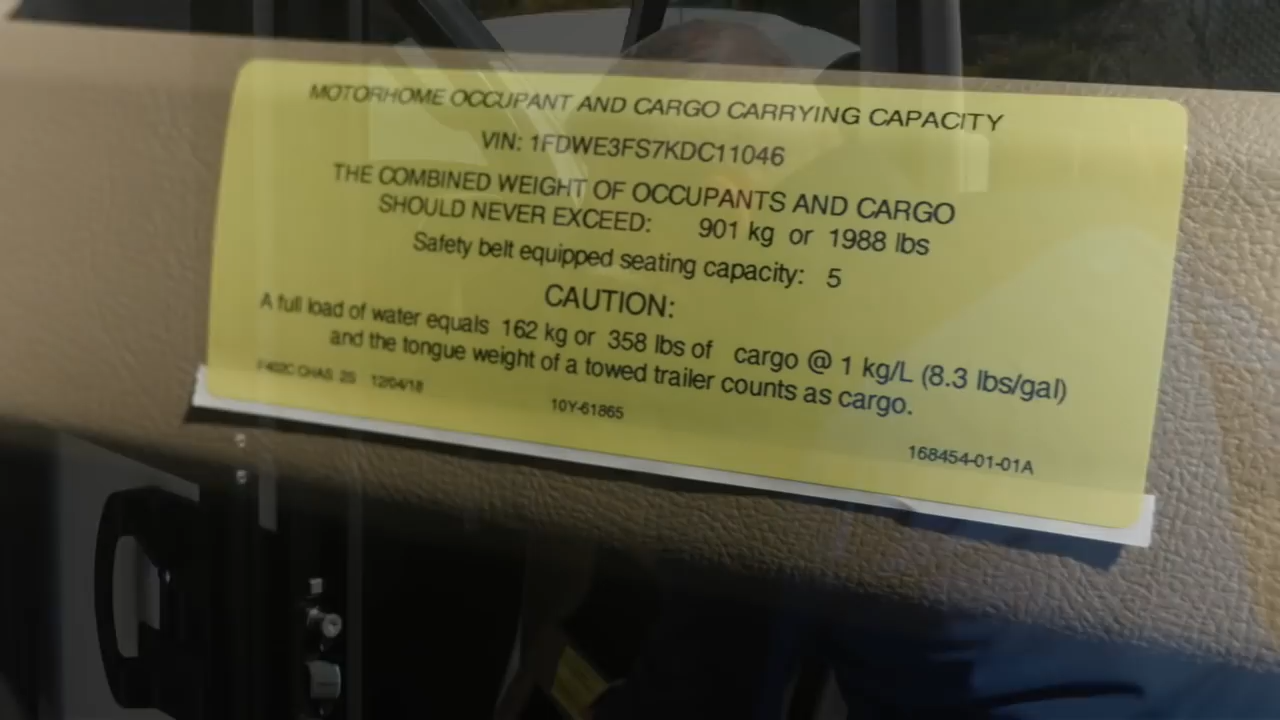 MOTORHOME OCCUPANT AND CARGO CARRYING CAPACITY
VIN: 1FDWE3FS7KDC11046
THE COMBINED WEIGHT OF OCCUPANTS AND CARGO
SHOULD NEVER EXCEED: 901 kg or 1988 lbs
Safety belt equipped seating capacity: 5
CAUTION:
A full load of water equals 162 kg or 358 lbs of cargo @ 1 kg/L (8.3 lbs/gal)
and the tongue weight of a towed trailer counts as cargo.
F402C CHAS 2S 12/04/18
10Y-61865
168454-01-01A